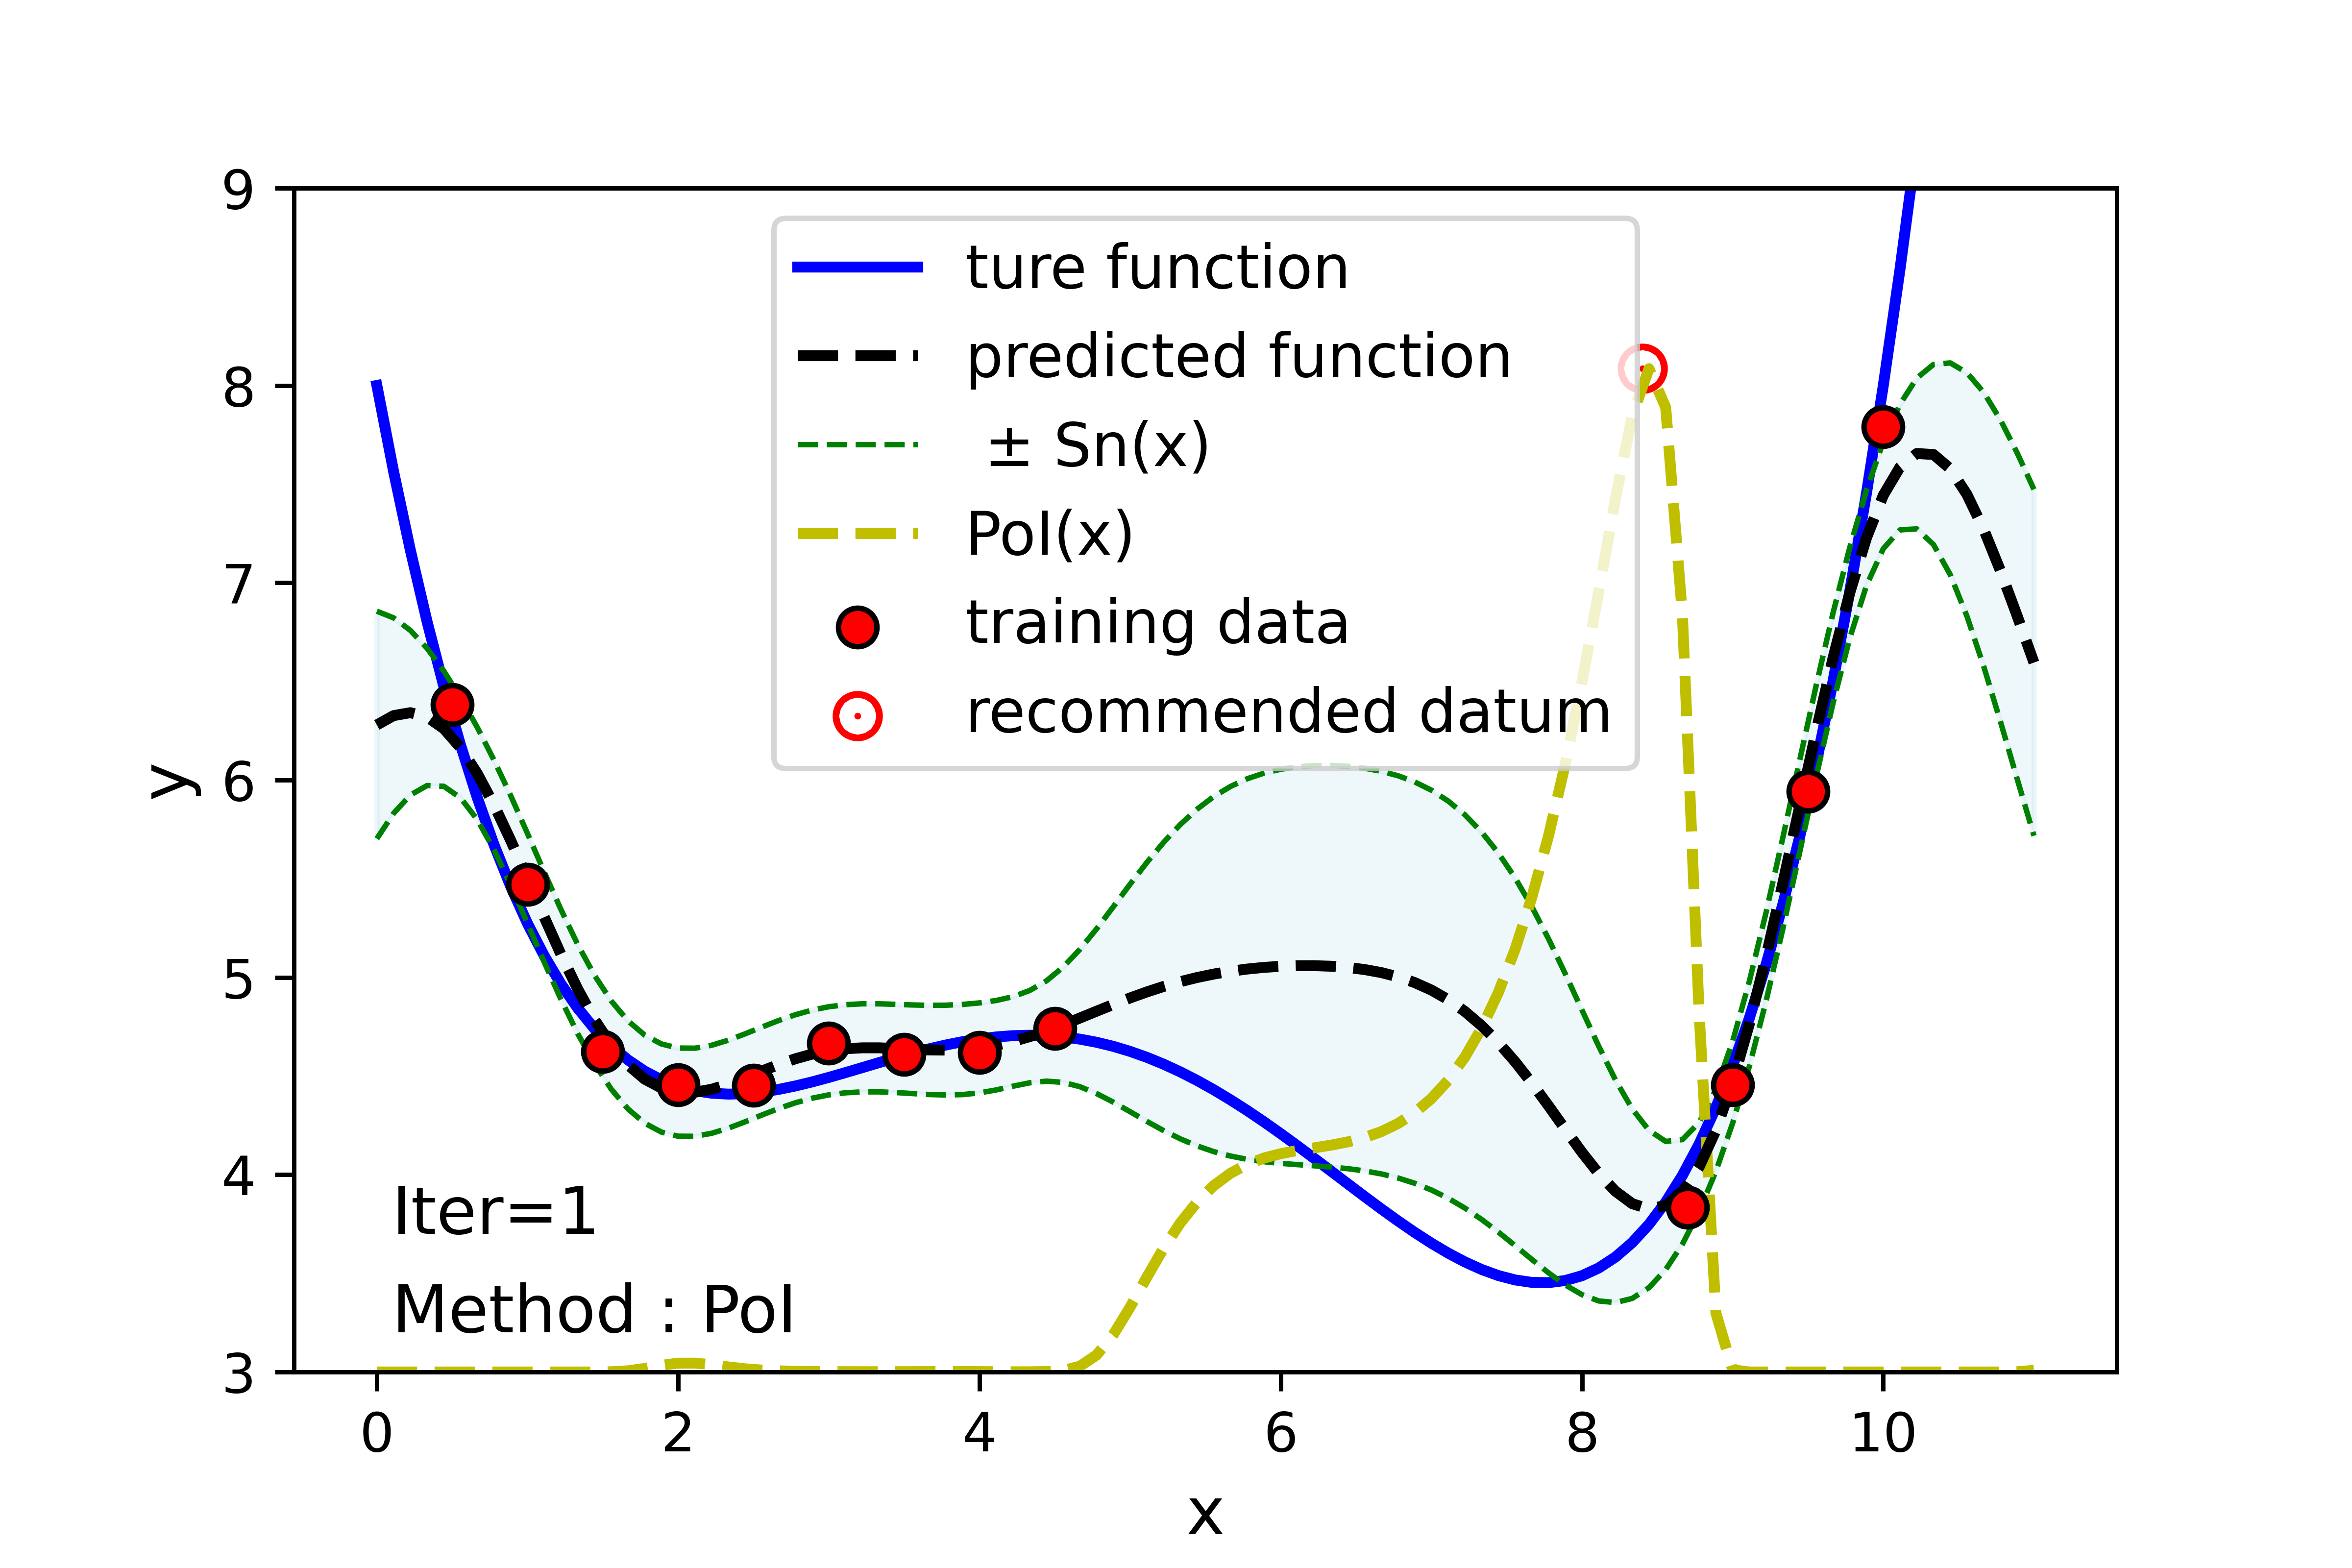 9
8
7
6
5
4
3
y
ture function
predicted function
± Sn(x)
PoI(x)
training data
recommended datum
Iter=1
Method : PoI
0 2 4 6 8 10
x